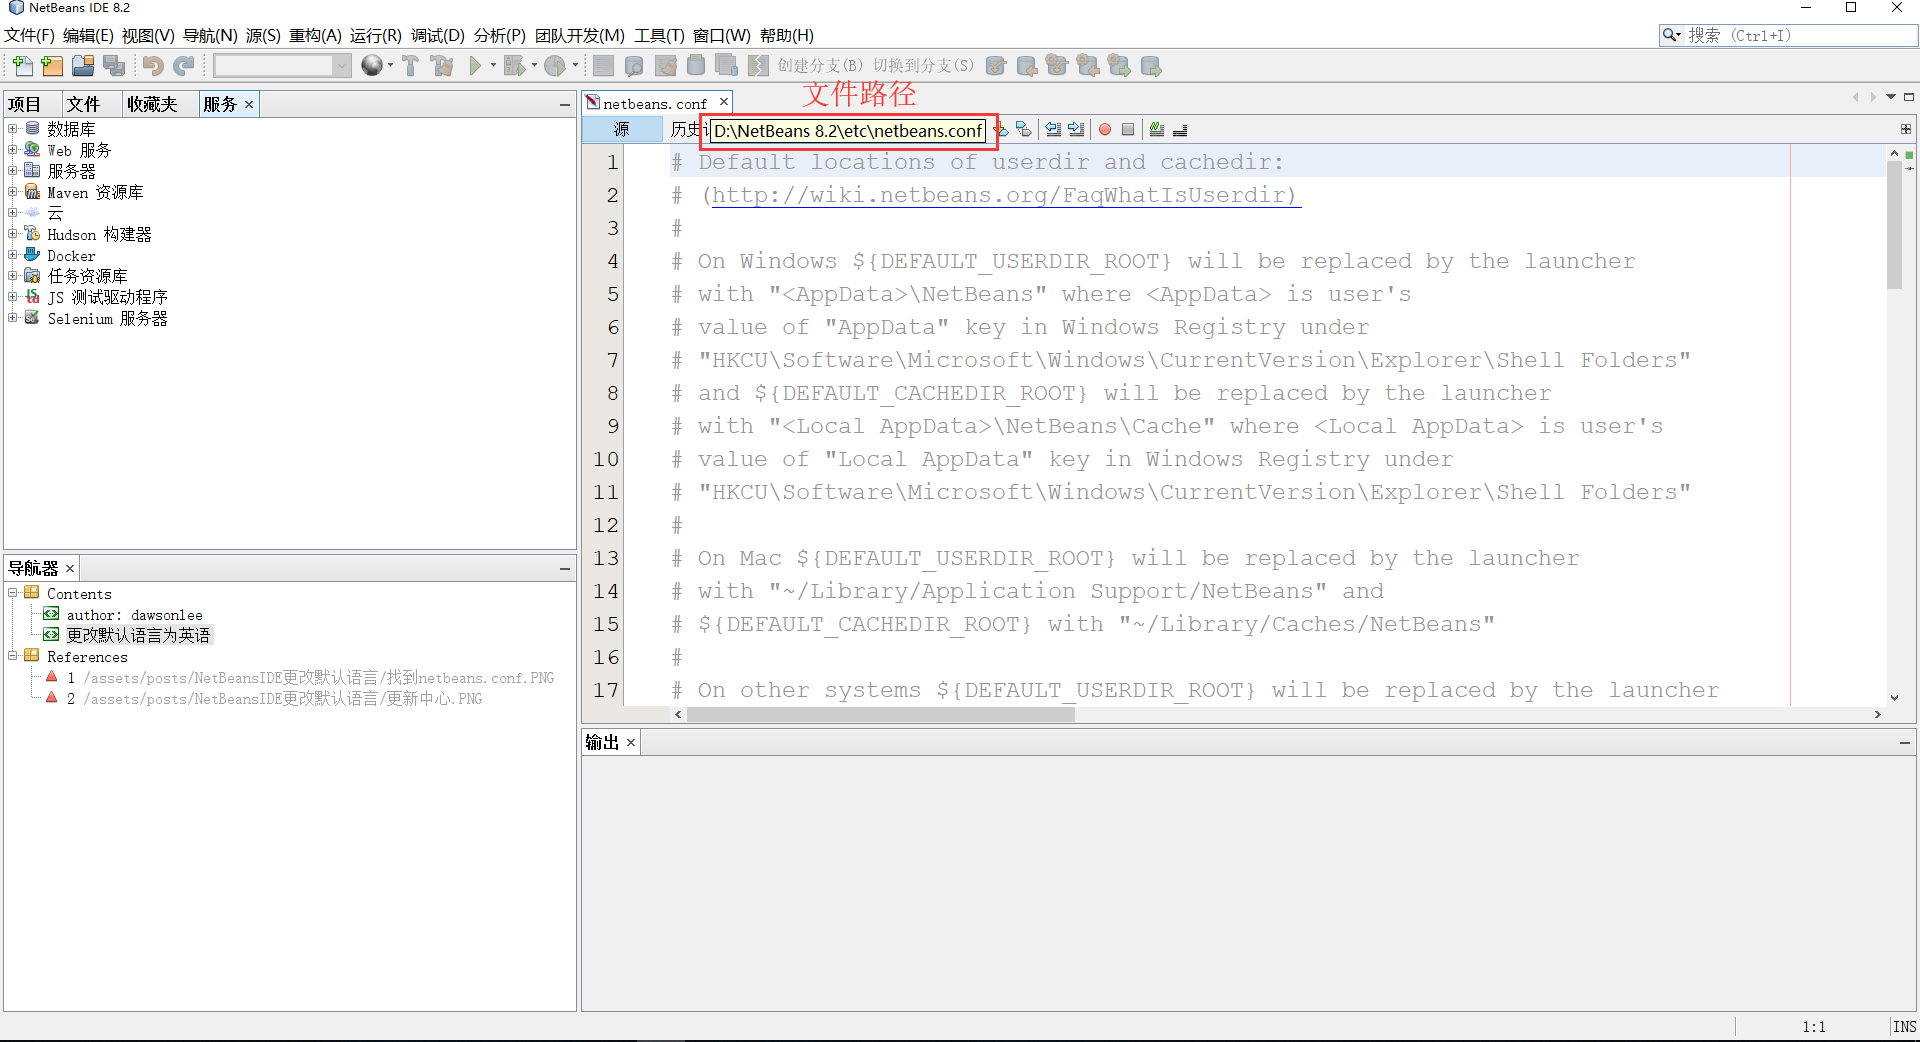 NetBeans IDE 8.2
文件(F) 编辑(E) 视图(V) 导航(N) 源(S) 重构(A) 运行(R) 调试(D) 分析(P) 团队开发(M) 工具(T) 窗口(W) 帮助(H)
搜索 (Ctrl+I)
创建分支(B) 切换到分支(S)
项目 文件 收藏夹 服务
数据库
Web 服务
服务器
Maven 资源库
云
Hudson 构建器
Docker
任务资源库
JS 测试驱动程序
Selenium 服务器
导航器
Contents
author: dawsonlee
更改默认语言为英语
References
1 /assets/posts/NetBeansIDE更改默认语言/找到netbeans.conf.PNG
2 /assets/posts/NetBeansIDE更改默认语言/更新中心.PNG
netbeans.conf
文件路径
源 历史
D:\NetBeans 8.2\etc\netbeans.conf
1 # Default locations of userdir and cachedir:
2 # (http://wiki.netbeans.org/FaqWhatIsUserdir)
3 #
4 # On Windows ${DEFAULT_USERDIR_ROOT} will be replaced by the launcher
5 # with "<AppData>\NetBeans" where <AppData> is user's
6 # value of "AppData" key in Windows Registry under
7 # "HKCU\Software\Microsoft\Windows\CurrentVersion\Explorer\Shell Folders"
8 # and ${DEFAULT_CACHEDIR_ROOT} will be replaced by the launcher
9 # with "<Local AppData>\NetBeans\Cache" where <Local AppData> is user's
10 # value of "Local AppData" key in Windows Registry under
11 # "HKCU\Software\Microsoft\Windows\CurrentVersion\Explorer\Shell Folders"
12 #
13 # On Mac ${DEFAULT_USERDIR_ROOT} will be replaced by the launcher
14 # with "~/Library/Application Support/NetBeans" and
15 # ${DEFAULT_CACHEDIR_ROOT} with "~/Library/Caches/NetBeans"
16 #
17 # On other systems ${DEFAULT_USERDIR_ROOT} will be replaced by the launcher
输出
1:1 INS